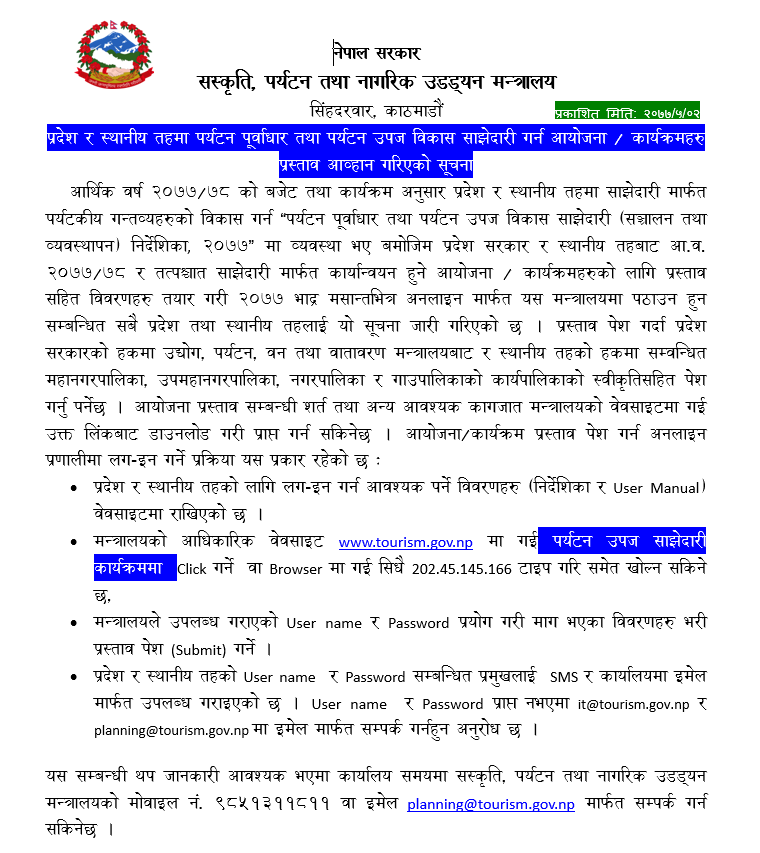 नेपाल सरकार
सस्कृति, पर्यटन तथा नागरिक उडड्यन मन्त्रालय
सिंहदरवार, काठमाडौं
प्रकाशित मिति: २०७७/५/०२
प्रदेश र स्थानीय तहमा पर्यटन पूर्वाधार तथा पर्यटन उपज विकास साझेदारी गर्न आयोजना / कार्यक्रमहरु
प्रस्ताव आव्हान गरिएको सूचना
आर्थिक वर्ष २०७७/७८ को बजेट तथा कार्यक्रम अनुसार प्रदेश र स्थानीय तहमा साझेदारी मार्फत
पर्यटकीय गन्तव्यहरुको विकास गर्न “पर्यटन पूर्वाधार तथा पर्यटन उपज विकास साझेदारी (सञ्चालन तथा
व्यवस्थापन) निर्देशिका, २०७७” मा व्यवस्था भए बमोजिम प्रदेश सरकार र स्थानीय तहबाट आ.व.
२०७७/७८ र तत्पश्चात साझेदारी मार्फत कार्यान्वयन हुने आयोजना / कार्यक्रमहरुको लागि प्रस्ताव
सहित विवरणहरु तयार गरी २०७७ भाद्र मसान्तभित्र अनलाइन मार्फत यस मन्त्रालयमा पठाउन हुन
सम्बन्धित सबै प्रदेश तथा स्थानीय तहलाई यो सूचना जारी गरिएको छ । प्रस्ताव पेश गर्दा प्रदेश
सरकारको हकमा उद्योग, पर्यटन, वन तथा वातावरण मन्त्रालयबाट र स्थानीय तहको हकमा सम्वन्धित
महानगरपालिका, उपमहानगरपालिका, नगरपालिका र गाउपालिकाको कार्यपालिकाको स्वीकृतिसहित पेश
गर्नु पर्नेछ । आयोजना प्रस्ताव सम्बन्धी शर्त तथा अन्य आवश्यक कागजात मन्त्रालयको वेवसाइटमा गई
उक्त लिंकबाट डाउनलोड गरी प्राप्त गर्न सकिनेछ । आयोजना/कार्यक्रम प्रस्ताव पेश गर्न अनलाइन
प्रणालीमा लग-इन गर्ने प्रक्रिया यस प्रकार रहेको छ :
• प्रदेश र स्थानीय तहको लागि लग-इन गर्न आवश्यक पर्ने विवरणहरु (निर्देशिका र User Manual)
वेवसाइटमा राखिएको छ ।
• मन्त्रालयको आधिकारिक वेवसाइट www.tourism.gov.np मा गई पर्यटन उपज साझेदारी
कार्यक्रममा Click गर्ने वा Browser मा गई सिधै 202.45.145.166 टाइप गरि समेत खोल्न सकिने
छ,
• मन्त्रालयले उपलब्ध गराएको User name र Password प्रयोग गरी माग भएका विवरणहरु भरी
प्रस्ताव पेश (Submit) गर्ने ।
• प्रदेश र स्थानीय तहको User name र Password सम्बन्धित प्रमुखलाई SMS र कार्यालयमा इमेल
मार्फत उपलब्ध गराइएको छ । User name र Password प्राप्त नभएमा it@tourism.gov.np र
planning@tourism.gov.np मा इमेल मार्फत सम्पर्क गर्नहुन अनुरोध छ ।
यस सम्बन्धी थप जानकारी आवश्यक भएमा कार्यालय समयमा सस्कृति, पर्यटन तथा नागरिक उडड्यन
मन्त्रालयको मोवाइल नं. ९८५१३११८११ वा इमेल planning@tourism.gov.np मार्फत सम्पर्क गर्न
सकिनेछ ।